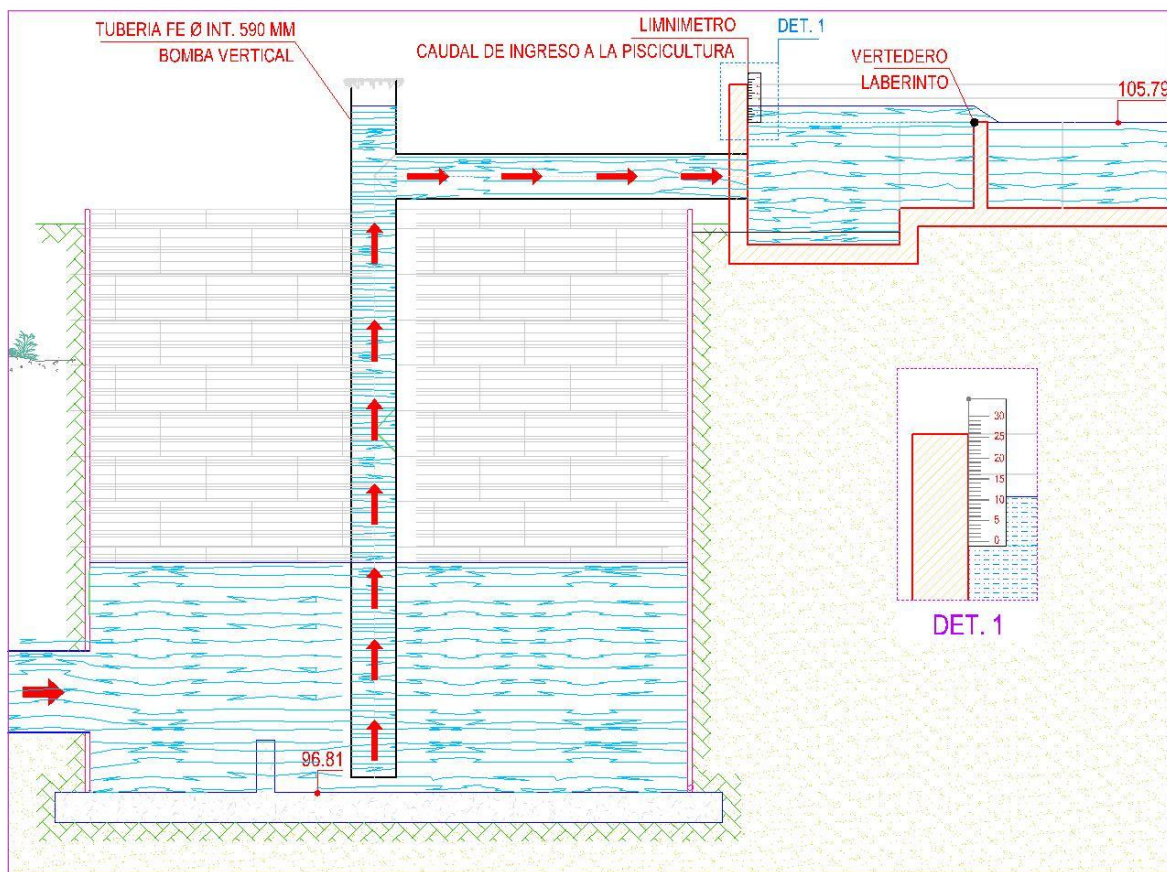 TUBERIA FE Ø INT. 590 MM
BOMBA VERTICAL
LIMNIMETRO
CAUDAL DE INGRESO A LA PISCICULTURA
DET. 1
VERTEDERO
LABERINTO
105.79
30
25
20
15
10
5
0
DET. 1
96.81